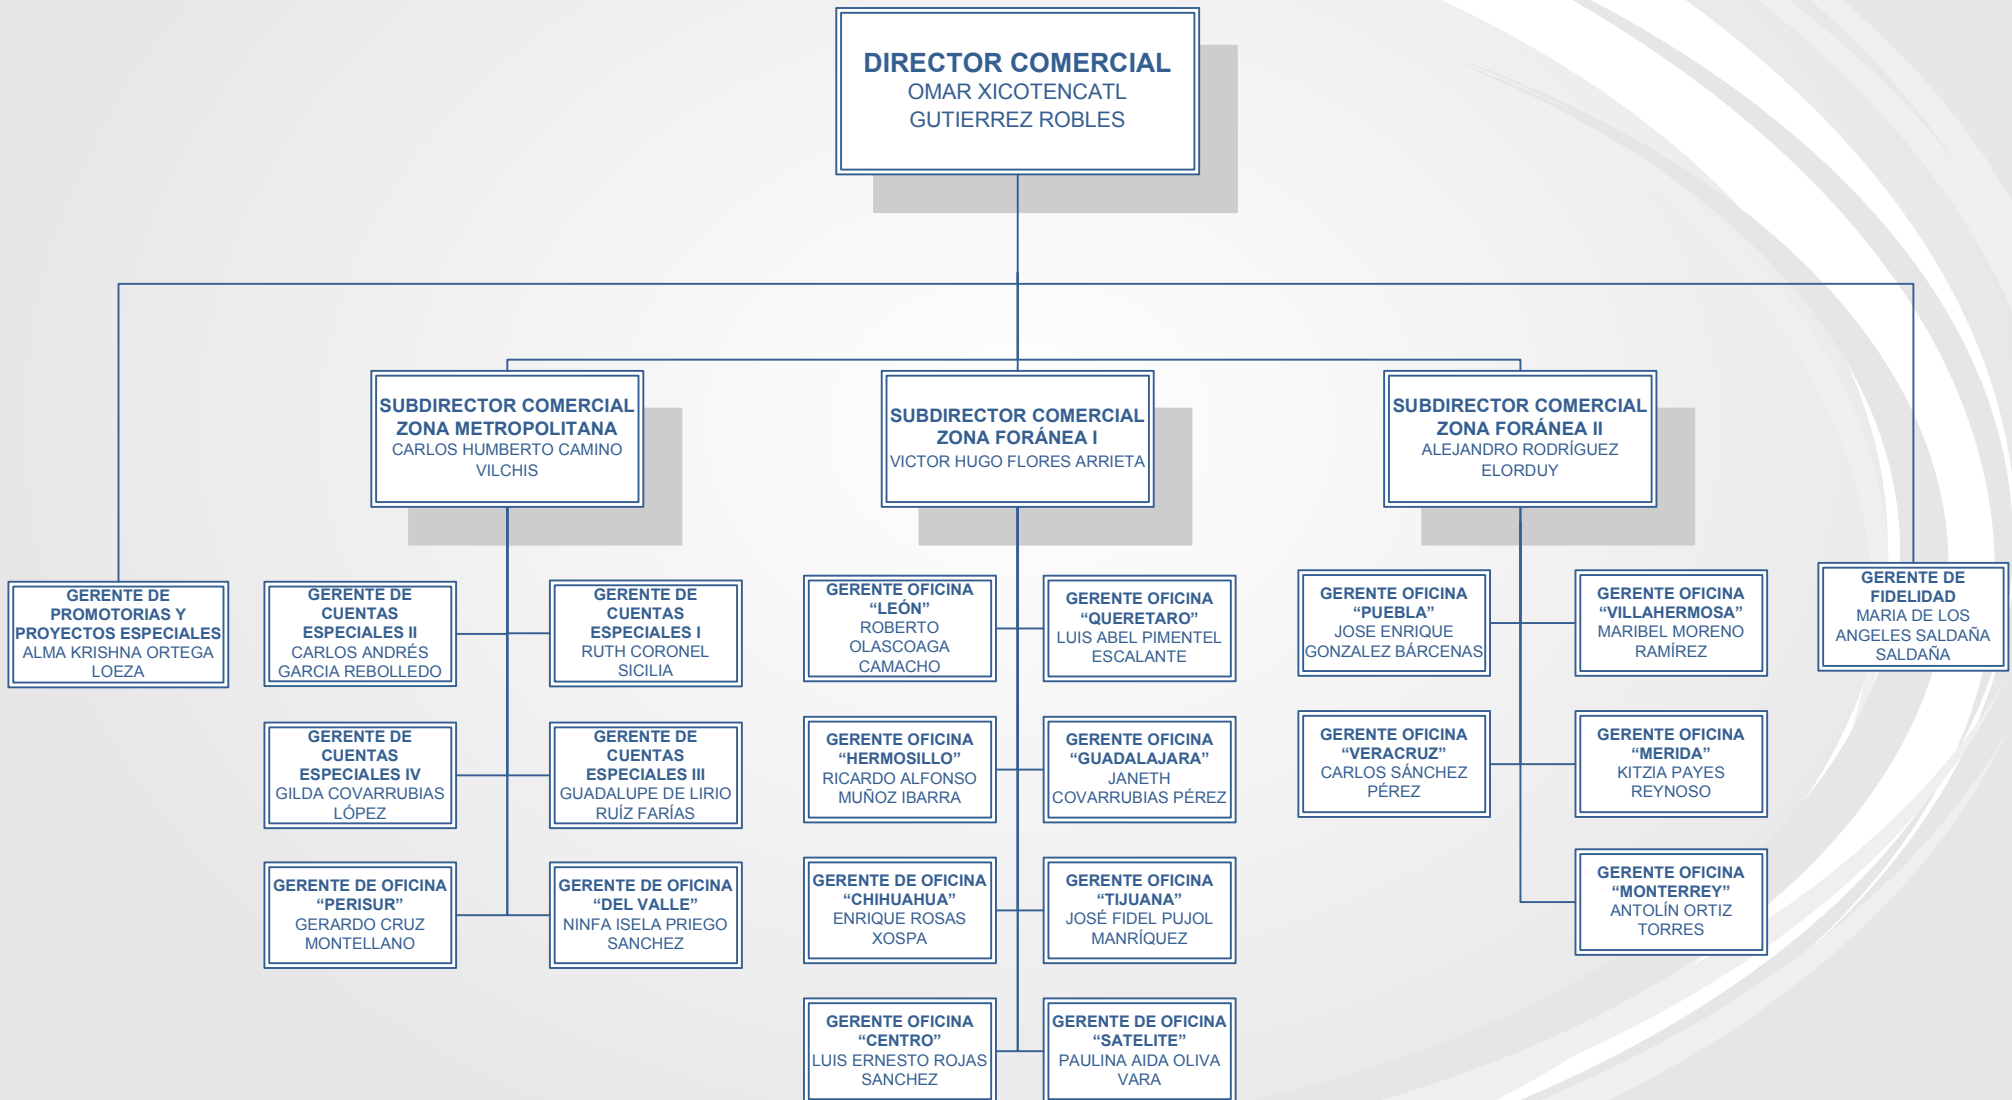 DIRECTOR COMERCIAL
OMAR XICOTENCATL
GUTIERREZ ROBLES
SUBDIRECTOR COMERCIAL
ZONA METROPOLITANA
CARLOS HUMBERTO CAMINO
VILCHIS
SUBDIRECTOR COMERCIAL
ZONA FORÁNEA I
VICTOR HUGO FLORES ARRIETA
SUBDIRECTOR COMERCIAL
ZONA FORÁNEA II
ALEJANDRO RODRÍGUEZ
ELORDUY
GERENTE DE
PROMOTORIAS Y
PROYECTOS ESPECIALES
ALMA KRISHNA ORTEGA
LOEZA
GERENTE DE
CUENTAS
ESPECIALES II
CARLOS ANDRÉS
GARCIA REBOLLEDO
GERENTE DE
CUENTAS
ESPECIALES I
RUTH CORONEL
SICILIA
GERENTE OFICINA
“LEÓN”
ROBERTO
OLASCOAGA
CAMACHO
GERENTE OFICINA
“QUERETARO”
LUIS ABEL PIMENTEL
ESCALANTE
GERENTE OFICINA
“PUEBLA”
JOSE ENRIQUE
GONZALEZ BÁRCENAS
GERENTE OFICINA
“VILLAHERMOSA”
MARIBEL MORENO
RAMÍREZ
GERENTE DE
FIDELIDAD
MARIA DE LOS
ANGELES SALDAÑA
SALDAÑA
GERENTE DE
CUENTAS
ESPECIALES IV
GILDA COVARRUBIAS
LÓPEZ
GERENTE DE
CUENTAS
ESPECIALES III
GUADALUPE DE LIRIO
RUÍZ FARÍAS
GERENTE OFICINA
“HERMOSILLO”
RICARDO ALFONSO
MUÑOZ IBARRA
GERENTE OFICINA
“GUADALAJARA”
JANETH
COVARRUBIAS PÉREZ
GERENTE OFICINA
“VERACRUZ”
CARLOS SÁNCHEZ
PÉREZ
GERENTE OFICINA
“MERIDA”
KITZIA PAYES
REYNOSO
GERENTE DE OFICINA
“PERISUR”
GERARDO CRUZ
MONTELLANO
GERENTE DE OFICINA
“DEL VALLE”
NINFA ISELA PRIEGO
SANCHEZ
GERENTE DE OFICINA
“CHIHUAHUA”
ENRIQUE ROSAS
XOSPA
GERENTE OFICINA
“TIJUANA”
JOSÉ FIDEL PUJOL
MANRÍQUEZ
GERENTE OFICINA
“MONTERREY”
ANTOLÍN ORTIZ
TORRES
GERENTE OFICINA
“CENTRO”
LUIS ERNESTO ROJAS
SANCHEZ
GERENTE DE OFICINA
“SATELITE”
PAULINA AIDA OLIVA
VARA